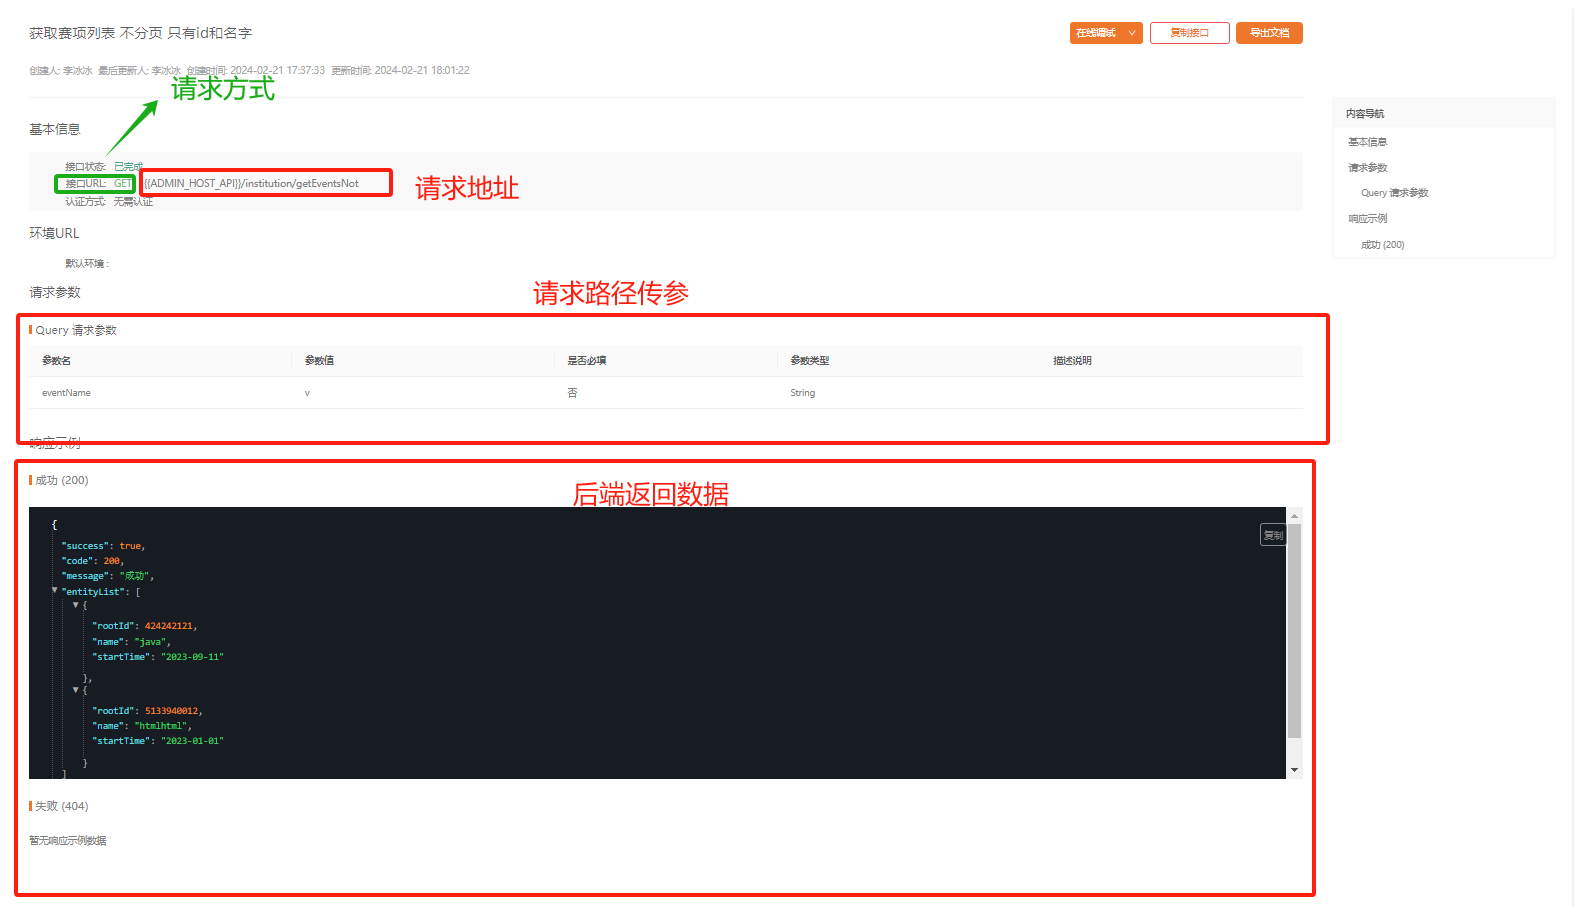 获取赛项列表 不分页 只有id和名字
在线调试
复制接口
导出文档
创建人: 李冰冰 最后更新人: 李冰冰 创建时间: 2024-02-21 17:37:33 更新时间: 2024-02-21 18:01:22
请求方式
基本信息
接口状态: 已完成
接口URL: GET {{ADMIN_HOST_API}}/institution/getEventsNot
请求地址
认证方式: 无需认证
环境URL
默认环境 :
请求参数
请求路径传参
Query 请求参数
参数名 参数值 是否必填 参数类型 描述说明
eventName v 否 String
响应示例
成功 (200)
后端返回数据
复制
{
"success": true,
"code": 200,
"message": "成功",
"entityList": [
{
"rootId": 424242121,
"name": "java",
"startTime": "2023-09-11"
},
{
"rootId": 5133940012,
"name": "htmlhtml",
"startTime": "2023-01-01"
}
]
失败 (404)
暂无响应示例数据
内容导航
基本信息
请求参数
Query 请求参数
响应示例
成功 (200)